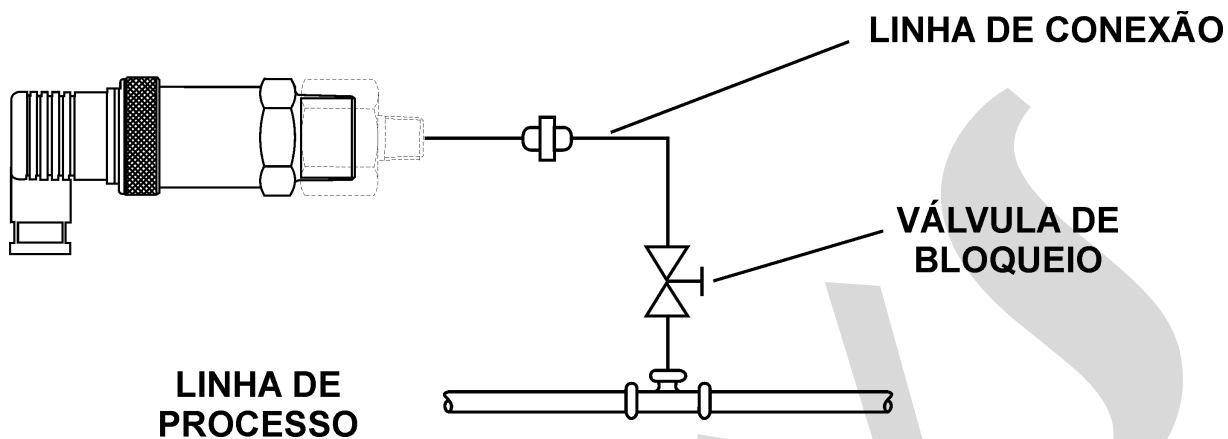 LINHA DE CONEXÃO
VÁLVULA DE
BLOQUEIO
LINHA DE
PROCESSO